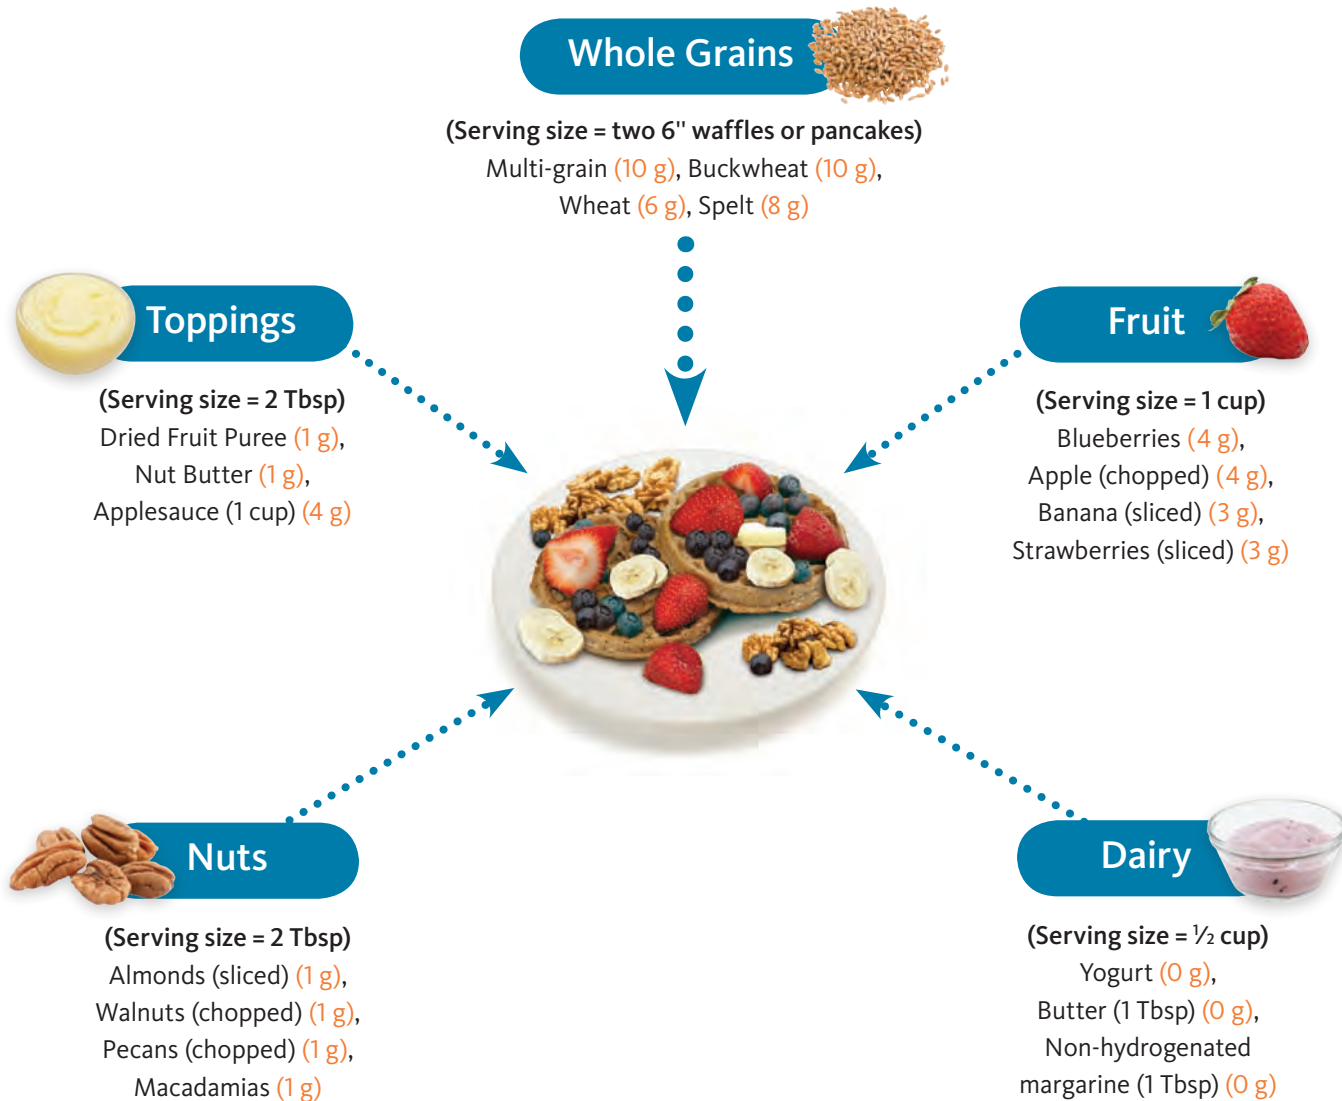 Whole Grains
(Serving size = two 6" waffles or pancakes)
Multi-grain (10 g), Buckwheat (10 g),
Wheat (6 g), Spelt (8 g)
Toppings
(Serving size = 2 Tbsp)
Dried Fruit Puree (1 g),
Nut Butter (1 g),
Applesauce (1 cup) (4 g)
Fruit
(Serving size = 1 cup)
Blueberries (4 g),
Apple (chopped) (4 g),
Banana (sliced) (3 g),
Strawberries (sliced) (3 g)
Nuts
(Serving size = 2 Tbsp)
Almonds (sliced) (1 g),
Walnuts (chopped) (1 g),
Pecans (chopped) (1 g),
Macadamias (1 g)
Dairy
(Serving size = ½ cup)
Yogurt (0 g),
Butter (1 Tbsp) (0 g),
Non-hydrogenated
margarine (1 Tbsp) (0 g)